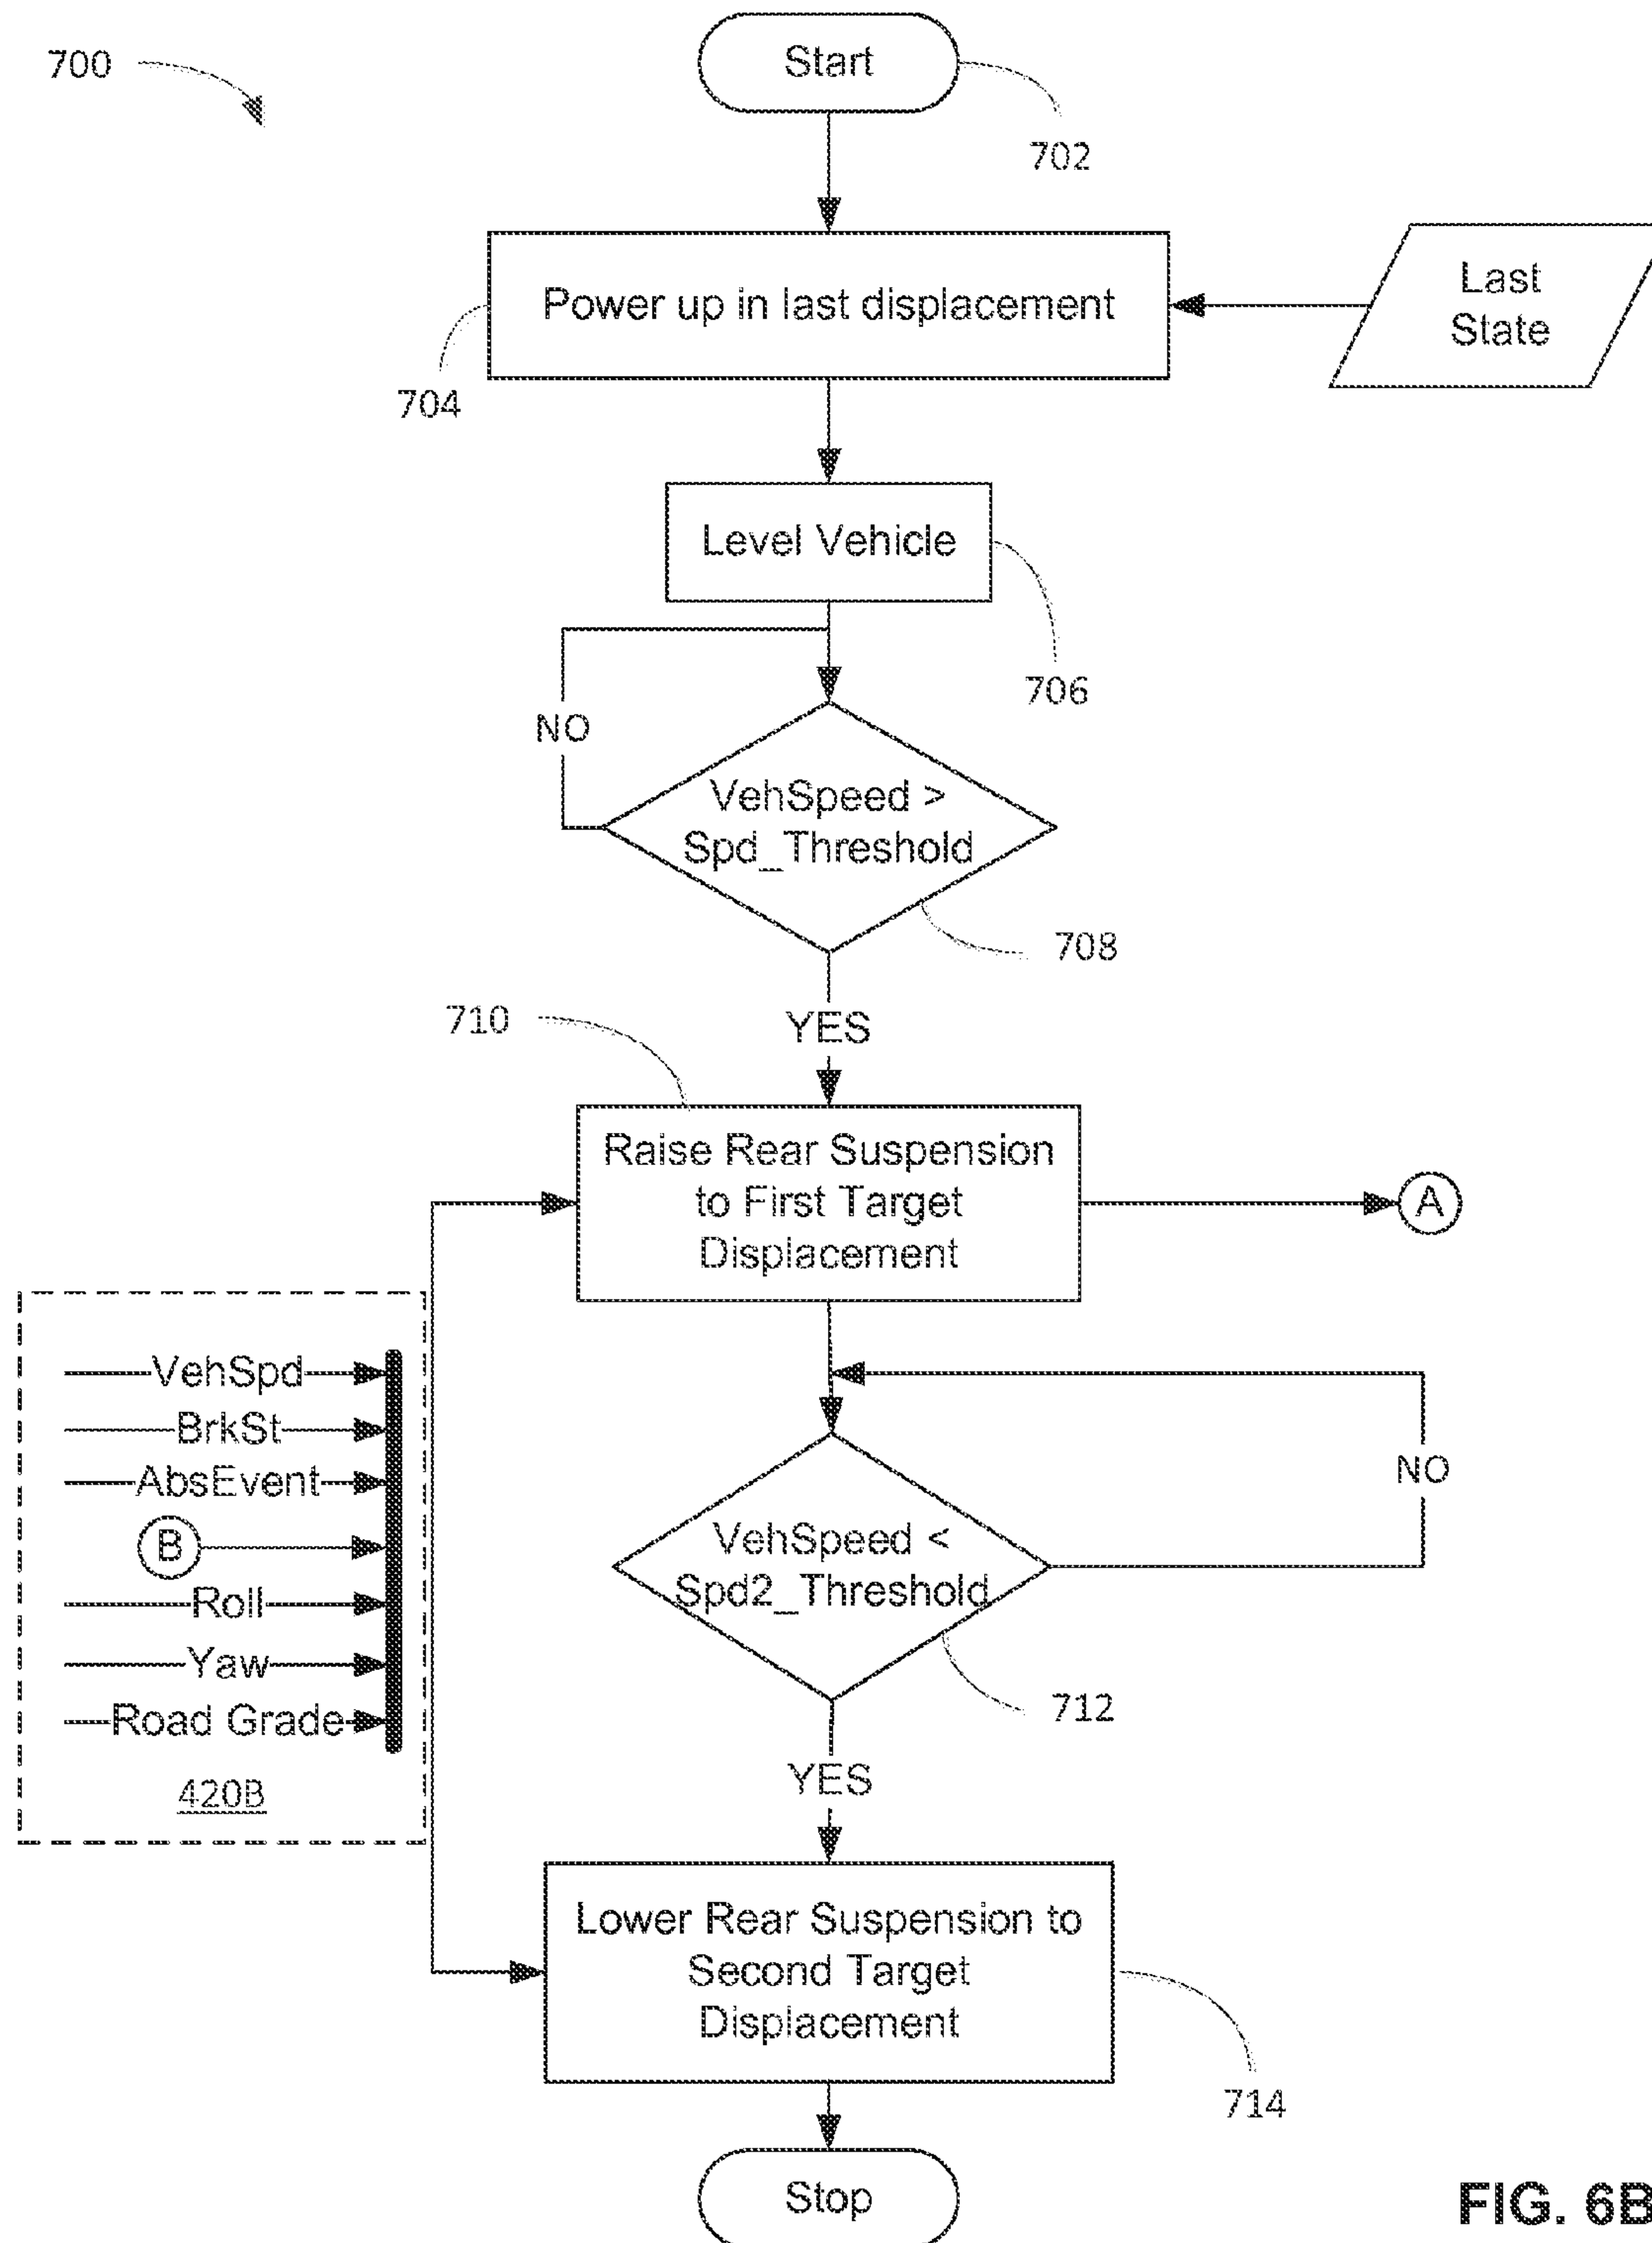 700
Start
702
Power up in last displacement
Last
State
704
Level Vehicle
706
NO
VehSpeed >
Spd_Threshold
708
YES
710
Raise Rear Suspension
to First Target
Displacement
A
VehSpd
BrkSt
AbsEvent
B
Roll
Yaw
Road Grade
420B
NO
VehSpeed <
Spd2_Threshold
712
YES
Lower Rear Suspension to
Second Target
Displacement
714
Stop
FIG. 6B